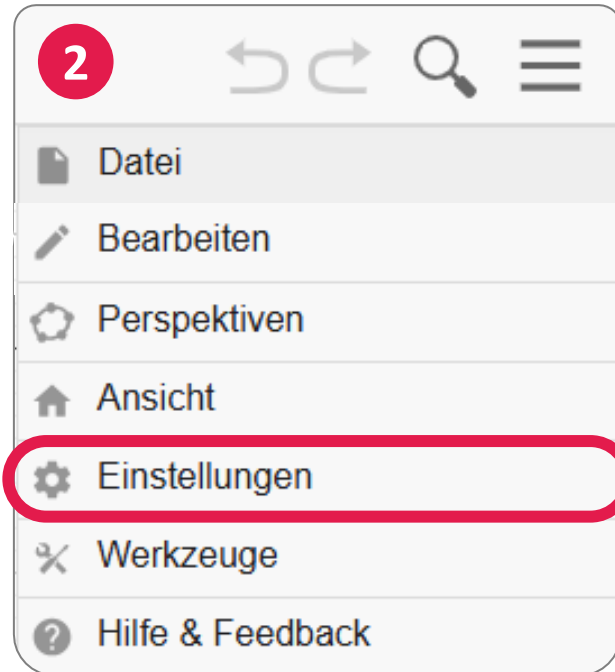 2
Datei
Bearbeiten
Perspektiven
Ansicht
Einstellungen
Werkzeuge
Hilfe & Feedback